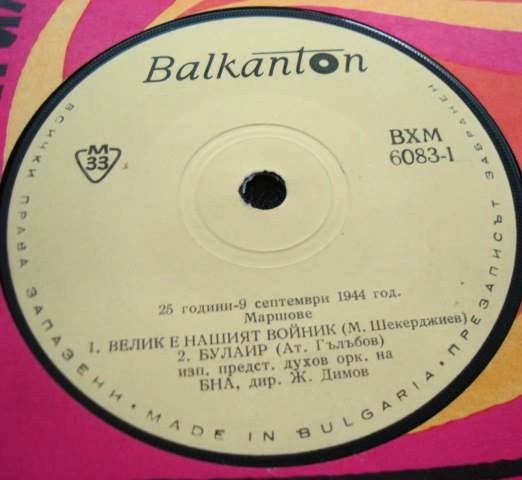 Balkanton
M
33
ВХМ
6083-1
25 години-9 септември 1944 год.
Маршове
1. ВЕЛИК Е НАШИЯТ ВОЙНИК (М. Шекерджиев)
2. БУЛАИР (Ат. Гълъбов)
изп. предст. духов орк. на
БНА, дир. Ж. Димов
ВСИЧКИ ПРАВА ЗАПАЗЕНИ • MADE IN BULGARIA • ПРЕЗАПИСЪТ ЗАБРАНЕН